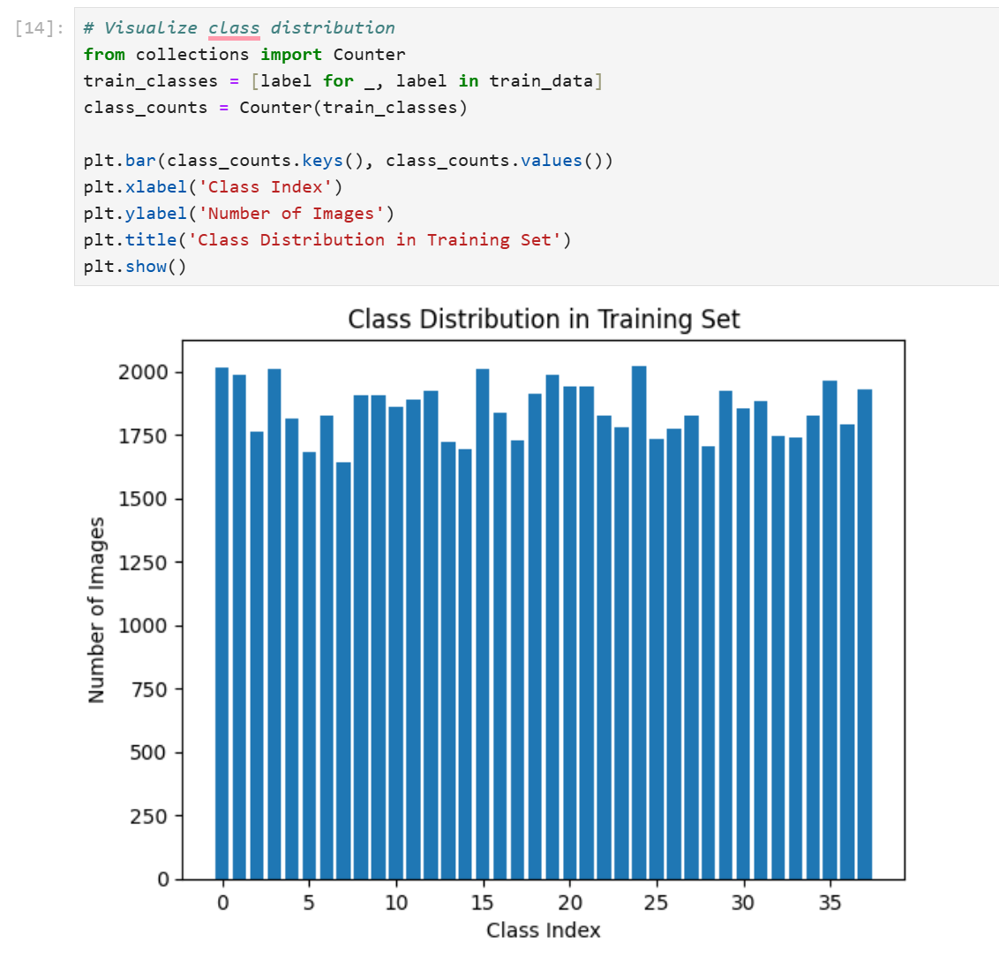 [14]:
# Visualize class distribution
from collections import Counter
train_classes = [label for _, label in train_data]
class_counts = Counter(train_classes)
plt.bar(class_counts.keys(), class_counts.values())
plt.xlabel('Class Index')
plt.ylabel('Number of Images')
plt.title('Class Distribution in Training Set')
plt.show()
Class Distribution in Training Set
Number of Images
2000
1750
1500
1250
1000
750
500
250
0
0 5 10 15 20 25 30 35
Class Index